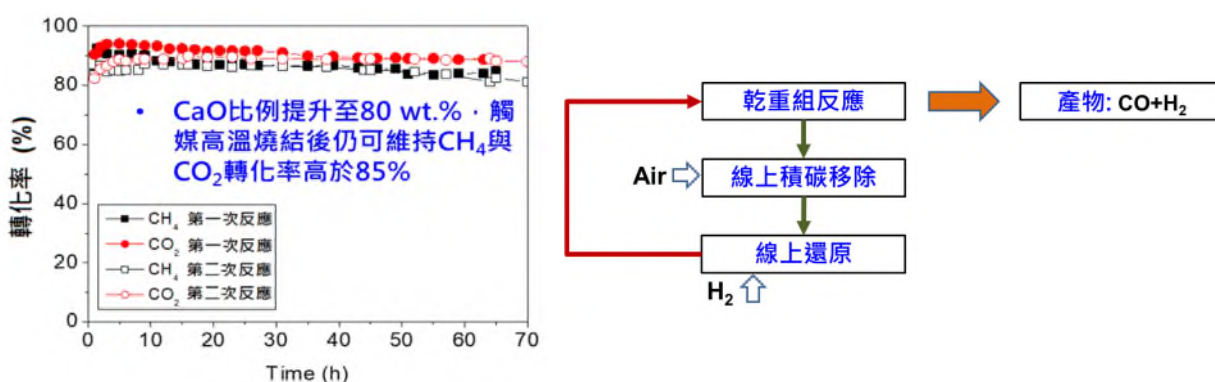 轉化率 (%)
100
80
60
40
20
0
• CaO比例提升至80 wt.%，觸
媒高溫燒結後仍可維持CH₄與
CO₂轉化率高於85%
CH₄ 第一次反應
CO₂ 第一次反應
CH₄ 第二次反應
CO₂ 第二次反應
0 10 20 30 40 50 60 70
Time (h)
乾重組反應
產物: CO+H₂
Air
線上積碳移除
線上還原
H₂